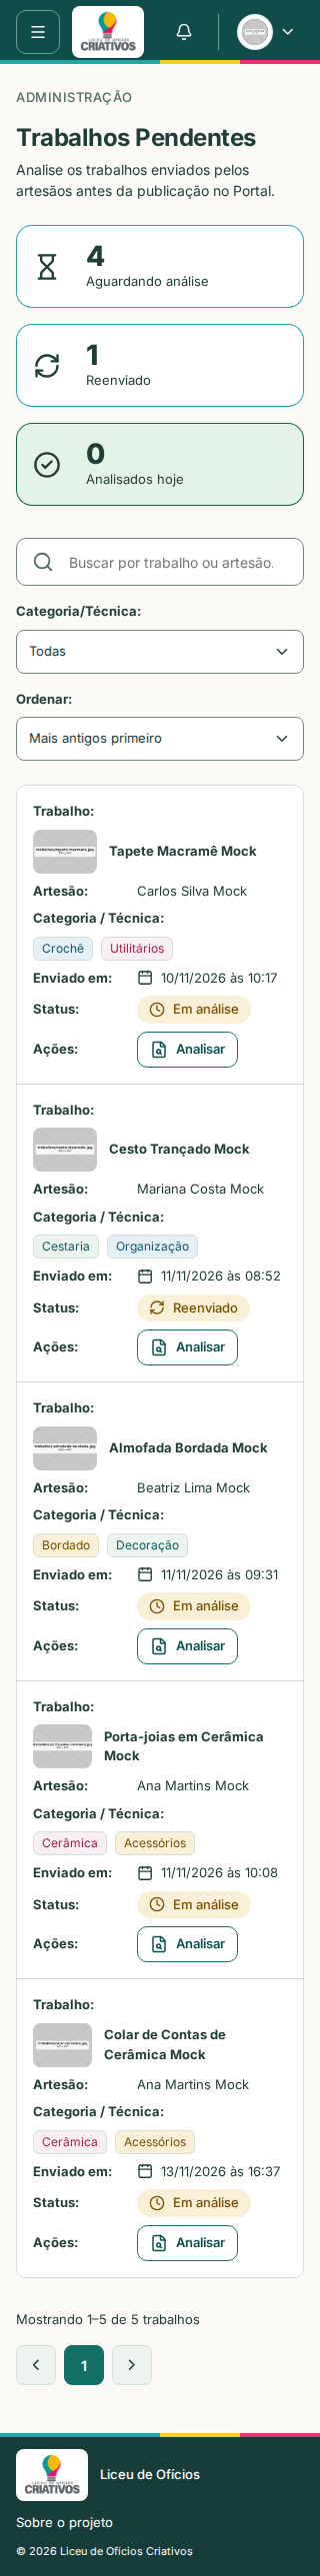 LICEU DE OFÍCIOS
CRIATIVOS
ADMINISTRAÇÃO
Trabalhos Pendentes
Analise os trabalhos enviados pelos
artesãos antes da publicação no Portal.
4
Aguardando análise
1
Reenviado
0
Analisados hoje
Buscar por trabalho ou artesão.
Categoria/Técnica:
Todas
Ordenar:
Mais antigos primeiro
Trabalho:
Tapete Macramê Mock
Artesão: Carlos Silva Mock
Categoria / Técnica:
Crochê Utilitários
Enviado em: 10/11/2026 às 10:17
Status: Em análise
Ações: Analisar
Trabalho:
Cesto Trançado Mock
Artesão: Mariana Costa Mock
Categoria / Técnica:
Cestaria Organização
Enviado em: 11/11/2026 às 08:52
Status: Reenviado
Ações: Analisar
Trabalho:
Almofada Bordada Mock
Artesão: Beatriz Lima Mock
Categoria / Técnica:
Bordado Decoração
Enviado em: 11/11/2026 às 09:31
Status: Em análise
Ações: Analisar
Trabalho:
Porta-joias em Cerâmica
Mock
Artesão: Ana Martins Mock
Categoria / Técnica:
Cerâmica Acessórios
Enviado em: 11/11/2026 às 10:08
Status: Em análise
Ações: Analisar
Trabalho:
Colar de Contas de
Cerâmica Mock
Artesão: Ana Martins Mock
Categoria / Técnica:
Cerâmica Acessórios
Enviado em: 13/11/2026 às 16:37
Status: Em análise
Ações: Analisar
Mostrando 1–5 de 5 trabalhos
1
LICEU DE OFÍCIOS
CRIATIVOS
Liceu de Ofícios
Sobre o projeto
© 2026 Liceu de Ofícios Criativos